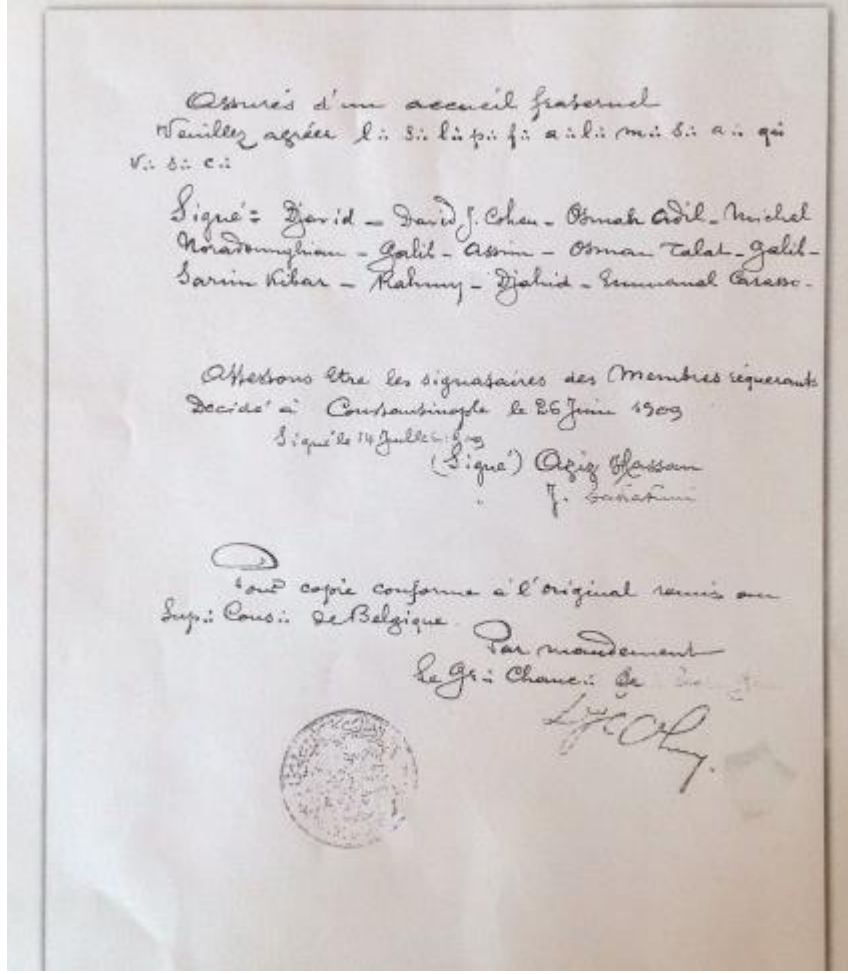 Assurés d'un accueil fraternel
Veuillez agréer l∴ s∴ l∴ p∴ f∴ a∴ l∴ m∴ s∴ a∴ qui
v∴ s∴ c∴
Signé : Djavid - David J. Cohen - Osman Adil - Michel
Noradounghian - Galib - Assim - Osman Talat - Galib -
Sarim Kibar - Rahmy - Djahid - Emmanuel Carasso -
Attestons être les signataires des Membres réquerants
Décidé à Constantinople le 26 Juin 1909
Signé le 14 Juillet 1909
(Signé) Aziz Hassan
" J.
Pour copie conforme à l'original remis au
Sup∴ Cons∴ de Belgique.
Par mandement
Le Gr∴ Chanc∴